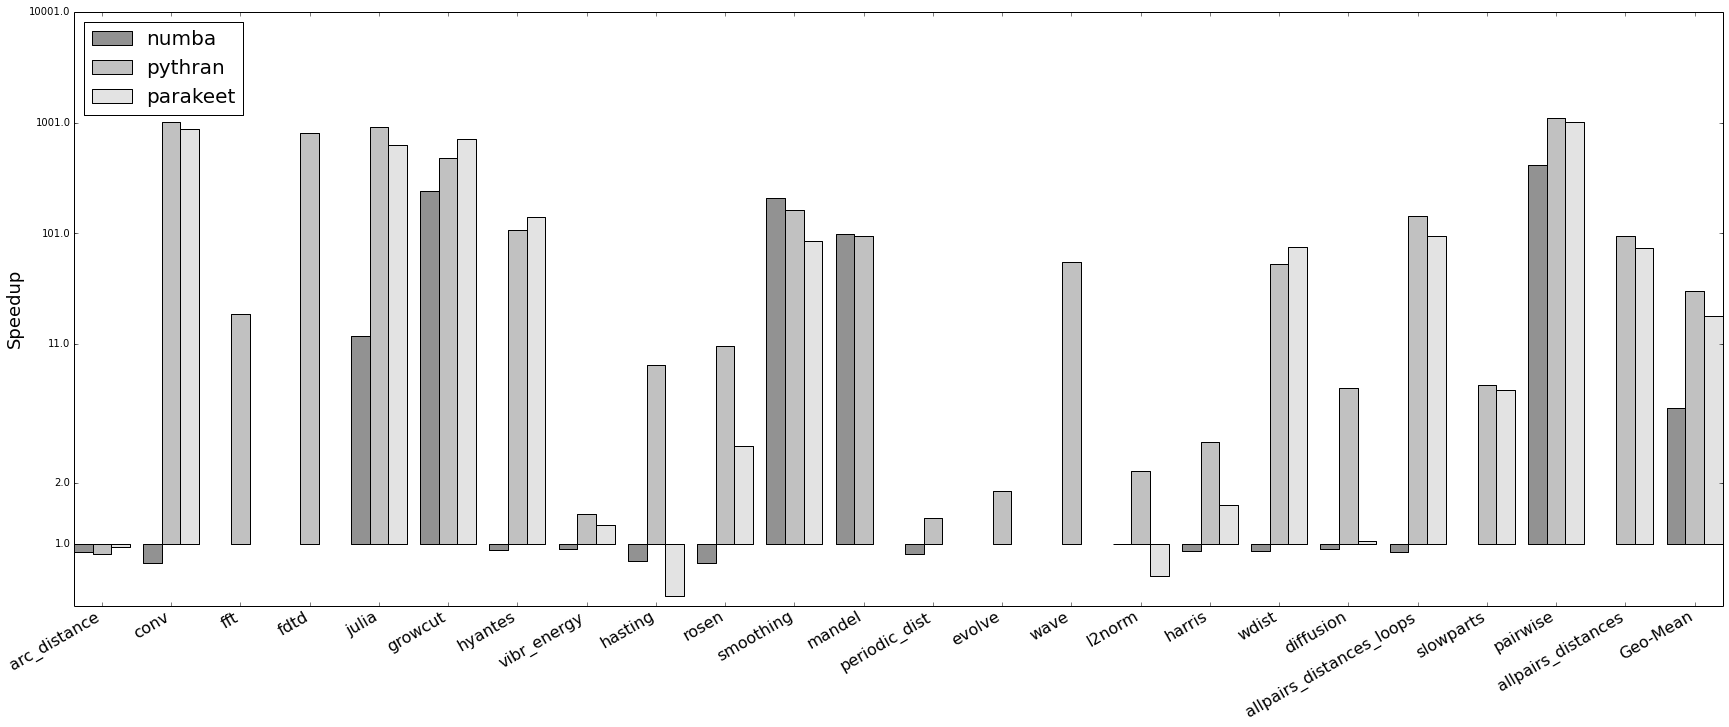 10001.0
1001.0
101.0
11.0
2.0
1.0
Speedup
numba
pythran
parakeet
arc_distance
conv
fft
fdtd
julia
growcut
hyantes
vibr_energy
hasting
rosen
smoothing
mandel
periodic_dist
evolve
wave
l2norm
harris
wdist
diffusion
allpairs_distances_loops
slowparts
pairwise
allpairs_distances
Geo-Mean